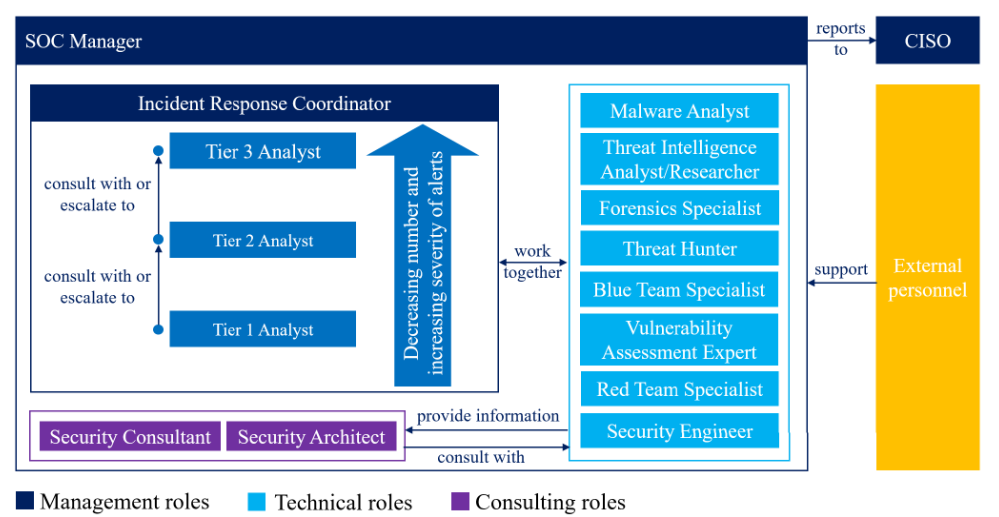 SOC Manager
reports
to
CISO
Incident Response Coordinator
Tier 3 Analyst
consult with or
escalate to
Tier 2 Analyst
consult with or
escalate to
Tier 1 Analyst
Decreasing number and
increasing severity of alerts
work
together
Malware Analyst
Threat Intelligence
Analyst/Researcher
Forensics Specialist
Threat Hunter
Blue Team Specialist
Vulnerability
Assessment Expert
Red Team Specialist
Security Engineer
support
External
personnel
provide information
Security Consultant
Security Architect
consult with
Management roles
Technical roles
Consulting roles